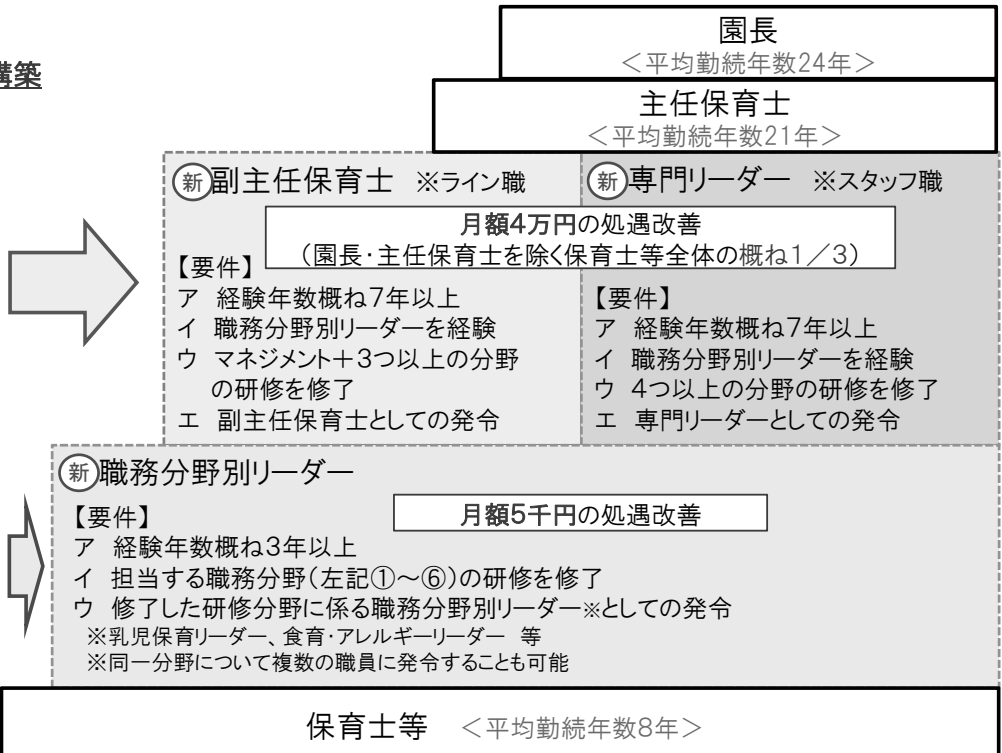 構築
園長
＜平均勤続年数24年＞
主任保育士
＜平均勤続年数21年＞
新 副主任保育士 ※ライン職
新 専門リーダー ※スタッフ職
月額4万円の処遇改善
（園長・主任保育士を除く保育士等全体の概ね1／3）
【要件】
ア 経験年数概ね7年以上
イ 職務分野別リーダーを経験
ウ マネジメント＋3つ以上の分野
の研修を修了
エ 副主任保育士としての発令
【要件】
ア 経験年数概ね7年以上
イ 職務分野別リーダーを経験
ウ 4つ以上の分野の研修を修了
エ 専門リーダーとしての発令
新 職務分野別リーダー
月額5千円の処遇改善
【要件】
ア 経験年数概ね3年以上
イ 担当する職務分野（左記①～⑥）の研修を修了
ウ 修了した研修分野に係る職務分野別リーダー※としての発令
※乳児保育リーダー、食育・アレルギーリーダー 等
※同一分野について複数の職員に発令することも可能
保育士等 ＜平均勤続年数8年＞